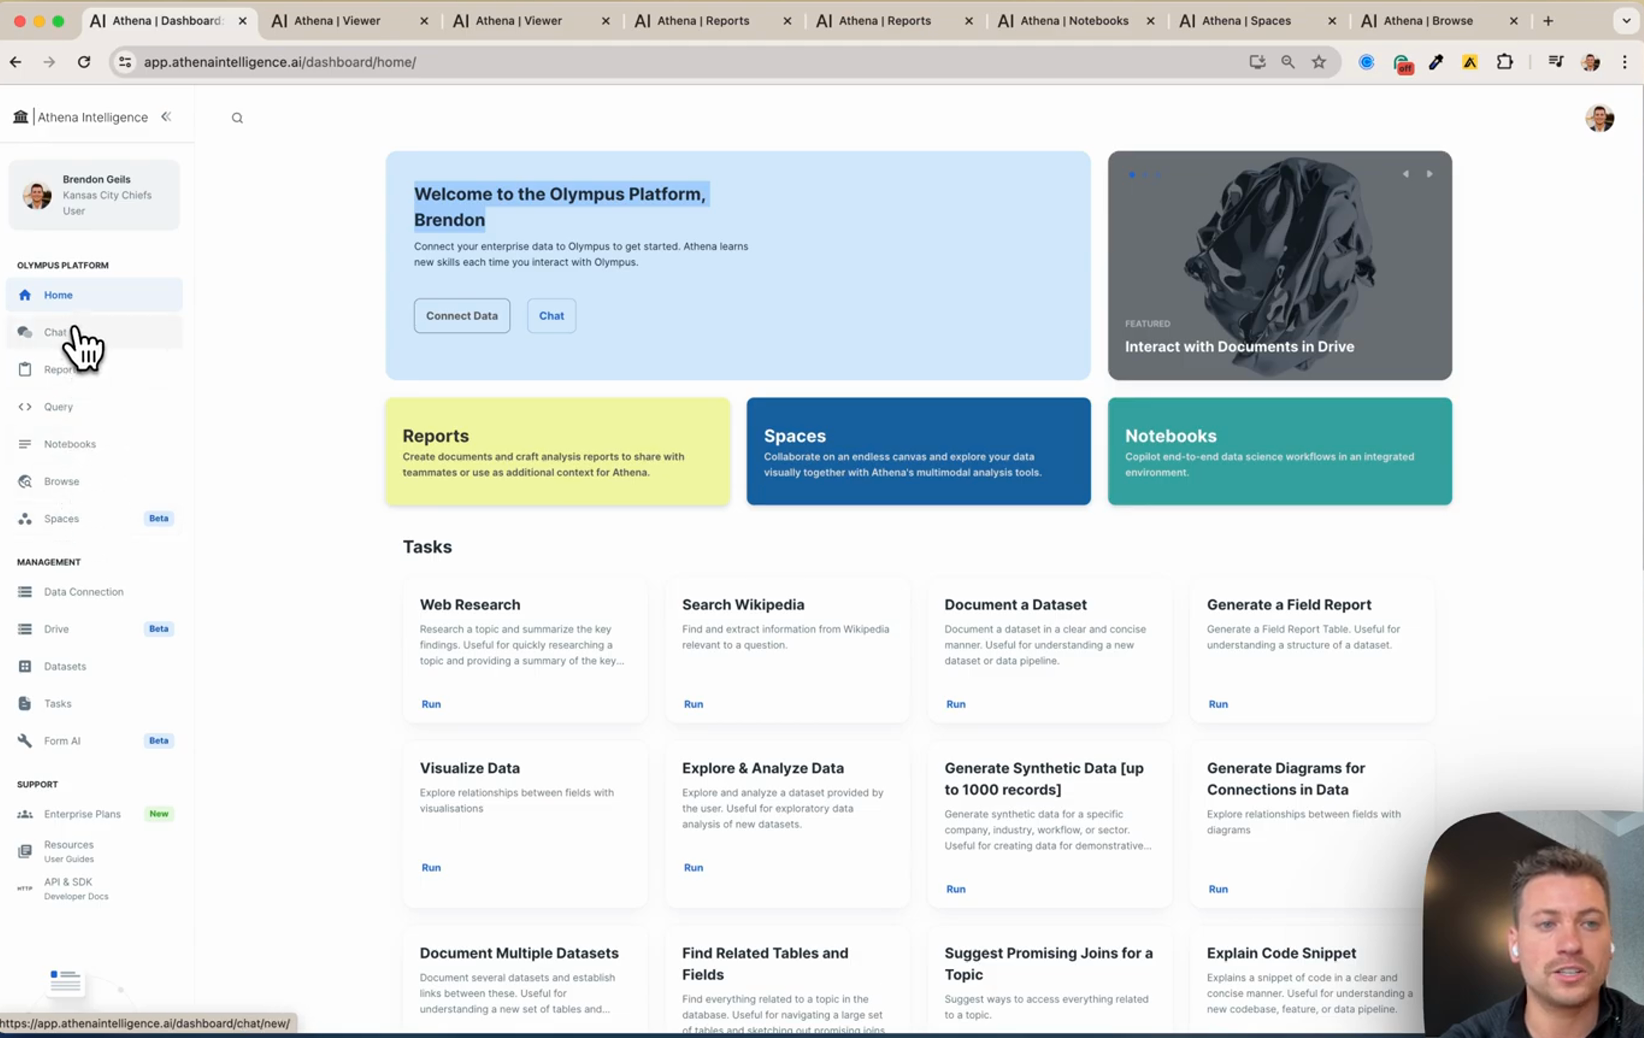 AI Athena | Dashboard:
AI Athena | Viewer
AI Athena | Viewer
AI Athena | Reports
AI Athena | Reports
AI Athena | Notebooks
AI Athena | Spaces
AI Athena | Browse
app.athenaintelligence.ai/dashboard/home/
off
Athena Intelligence
Brendon Geils
Kansas City Chiefs
User
OLYMPUS PLATFORM
Home
Chat
Query
Notebooks
Browse
Spaces Beta
MANAGEMENT
Data Connection
Drive Beta
Datasets
Tasks
Form AI Beta
SUPPORT
Enterprise Plans New
Resources
User Guides
HTTP API & SDK
Developer Docs
https://app.athenaintelligence.ai/dashboard/chat/new/
Welcome to the Olympus Platform,
Brendon
Connect your enterprise data to Olympus to get started. Athena learns
new skills each time you interact with Olympus.
Connect Data
Chat
FEATURED
Interact with Documents in Drive
Reports
Create documents and craft analysis reports to share with
teammates or use as additional context for Athena.
Spaces
Collaborate on an endless canvas and explore your data
visually together with Athena's multimodal analysis tools.
Notebooks
Copilot end-to-end data science workflows in an integrated
environment.
Tasks
Web Research
Research a topic and summarize the key
findings. Useful for quickly researching a
topic and providing a summary of the key...
Run
Search Wikipedia
Find and extract information from Wikipedia
relevant to a question.
Run
Document a Dataset
Document a dataset in a clear and concise
manner. Useful for understanding a new
dataset or data pipeline.
Run
Generate a Field Report
Generate a Field Report Table. Useful for
understanding a structure of a dataset.
Run
Visualize Data
Explore relationships between fields with
visualisations
Run
Explore & Analyze Data
Explore and analyze a dataset provided by
the user. Useful for exploratory data
analysis of new datasets.
Run
Generate Synthetic Data [up
to 1000 records]
Generate synthetic data for a specific
company, industry, workflow, or sector.
Useful for creating data for demonstrative...
Run
Generate Diagrams for
Connections in Data
Explore relationships between fields with
diagrams
Run
Document Multiple Datasets
Document several datasets and establish
links between these. Useful for
understanding a new set of tables and...
Find Related Tables and
Fields
Find everything related to a topic in the
database. Useful for navigating a large
set of tables and sketching out promising joins
Suggest Promising Joins for a
Topic
Suggest ways to access everything related
to a topic.
Explain Code Snippet
Explains a snippet of code in a clear and
concise manner. Useful for understanding a
new codebase, feature, or data pipeline.